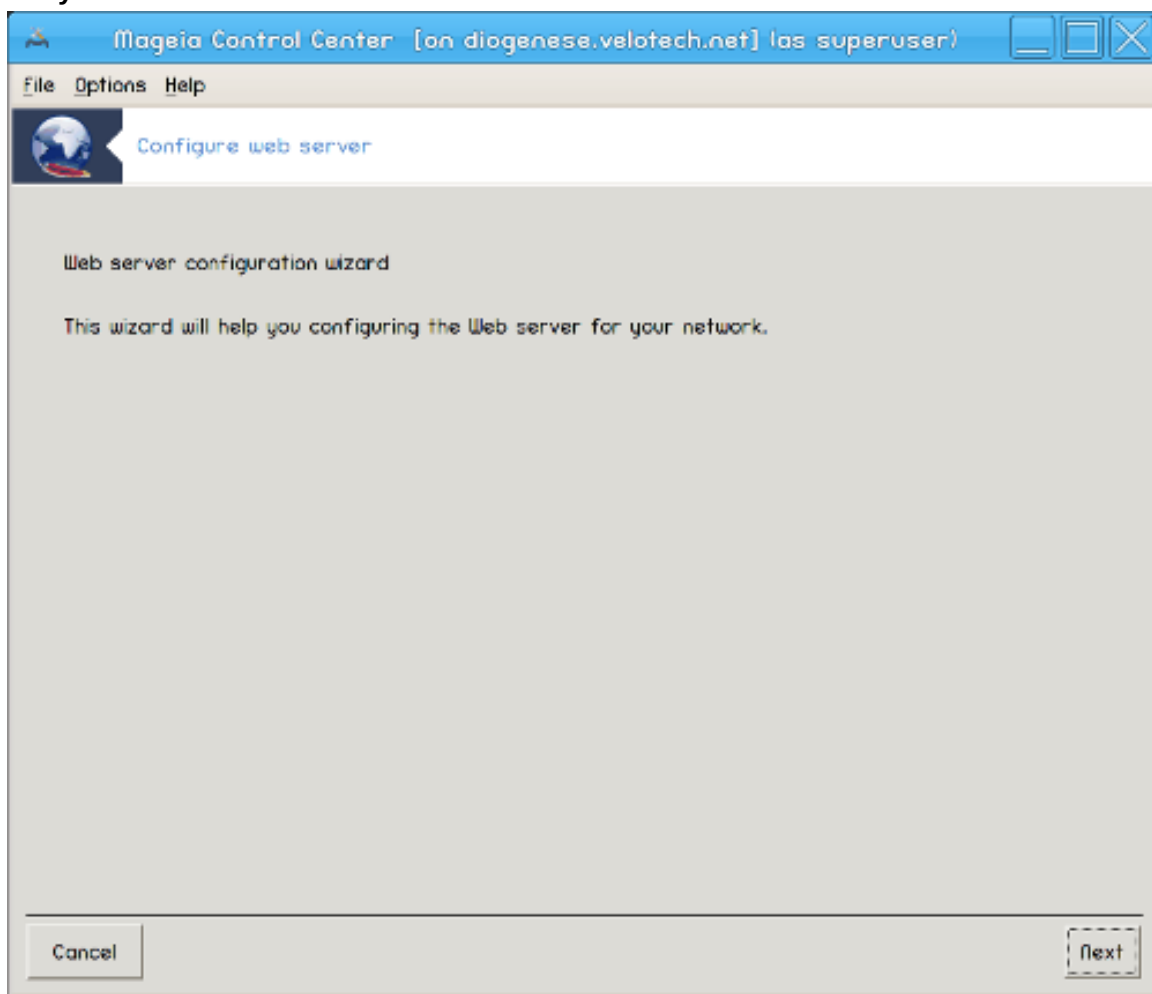 Mageia Control Center [on diogenese.velotech.net] (as superuser)
File Options Help
Configure web server
Web server configuration wizard
This wizard will help you configuring the Web server for your network.
Cancel
Next